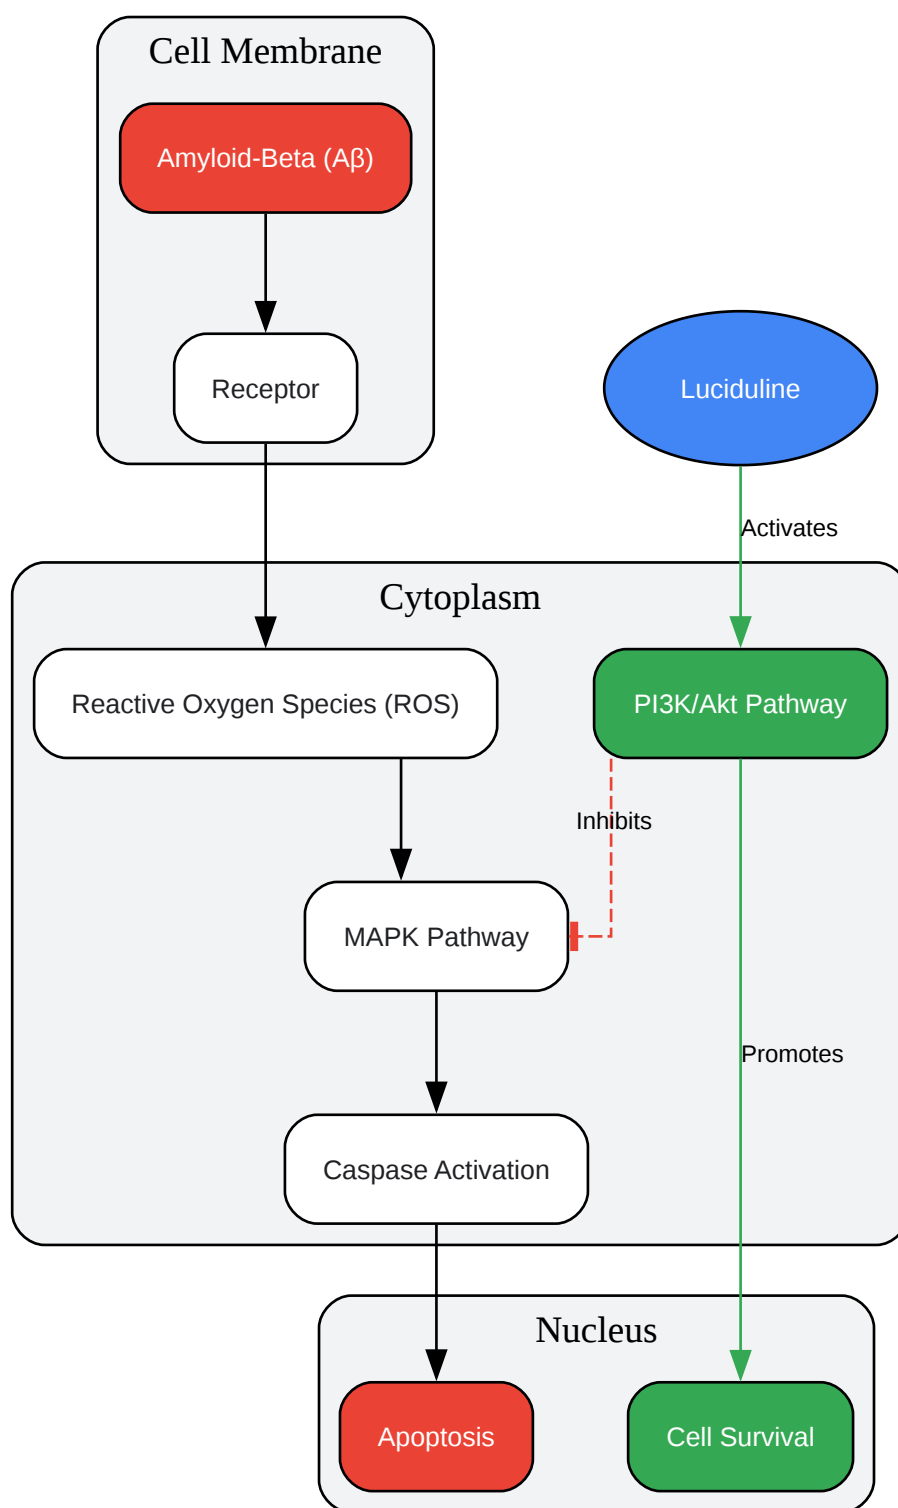 Cell Membrane
Amyloid-Beta (Aβ)
Receptor
Luciduline
Activates
Cytoplasm
Reactive Oxygen Species (ROS)
PI3K/Akt Pathway
Inhibits
MAPK Pathway
Promotes
Caspase Activation
Nucleus
Apoptosis
Cell Survival